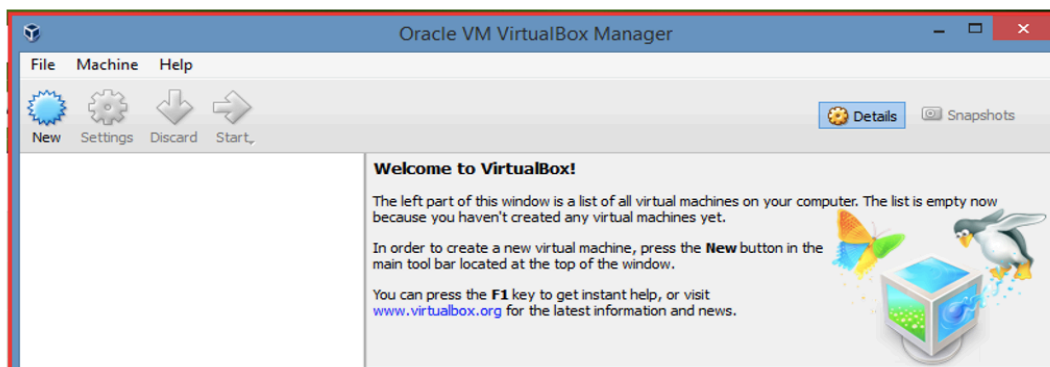 Oracle VM VirtualBox Manager
File Machine Help
New Settings Discard Start
Details Snapshots
Welcome to VirtualBox!
The left part of this window is a list of all virtual machines on your computer. The list is empty now
because you haven't created any virtual machines yet.
In order to create a new virtual machine, press the New button in the
main tool bar located at the top of the window.
You can press the F1 key to get instant help, or visit
www.virtualbox.org for the latest information and news.